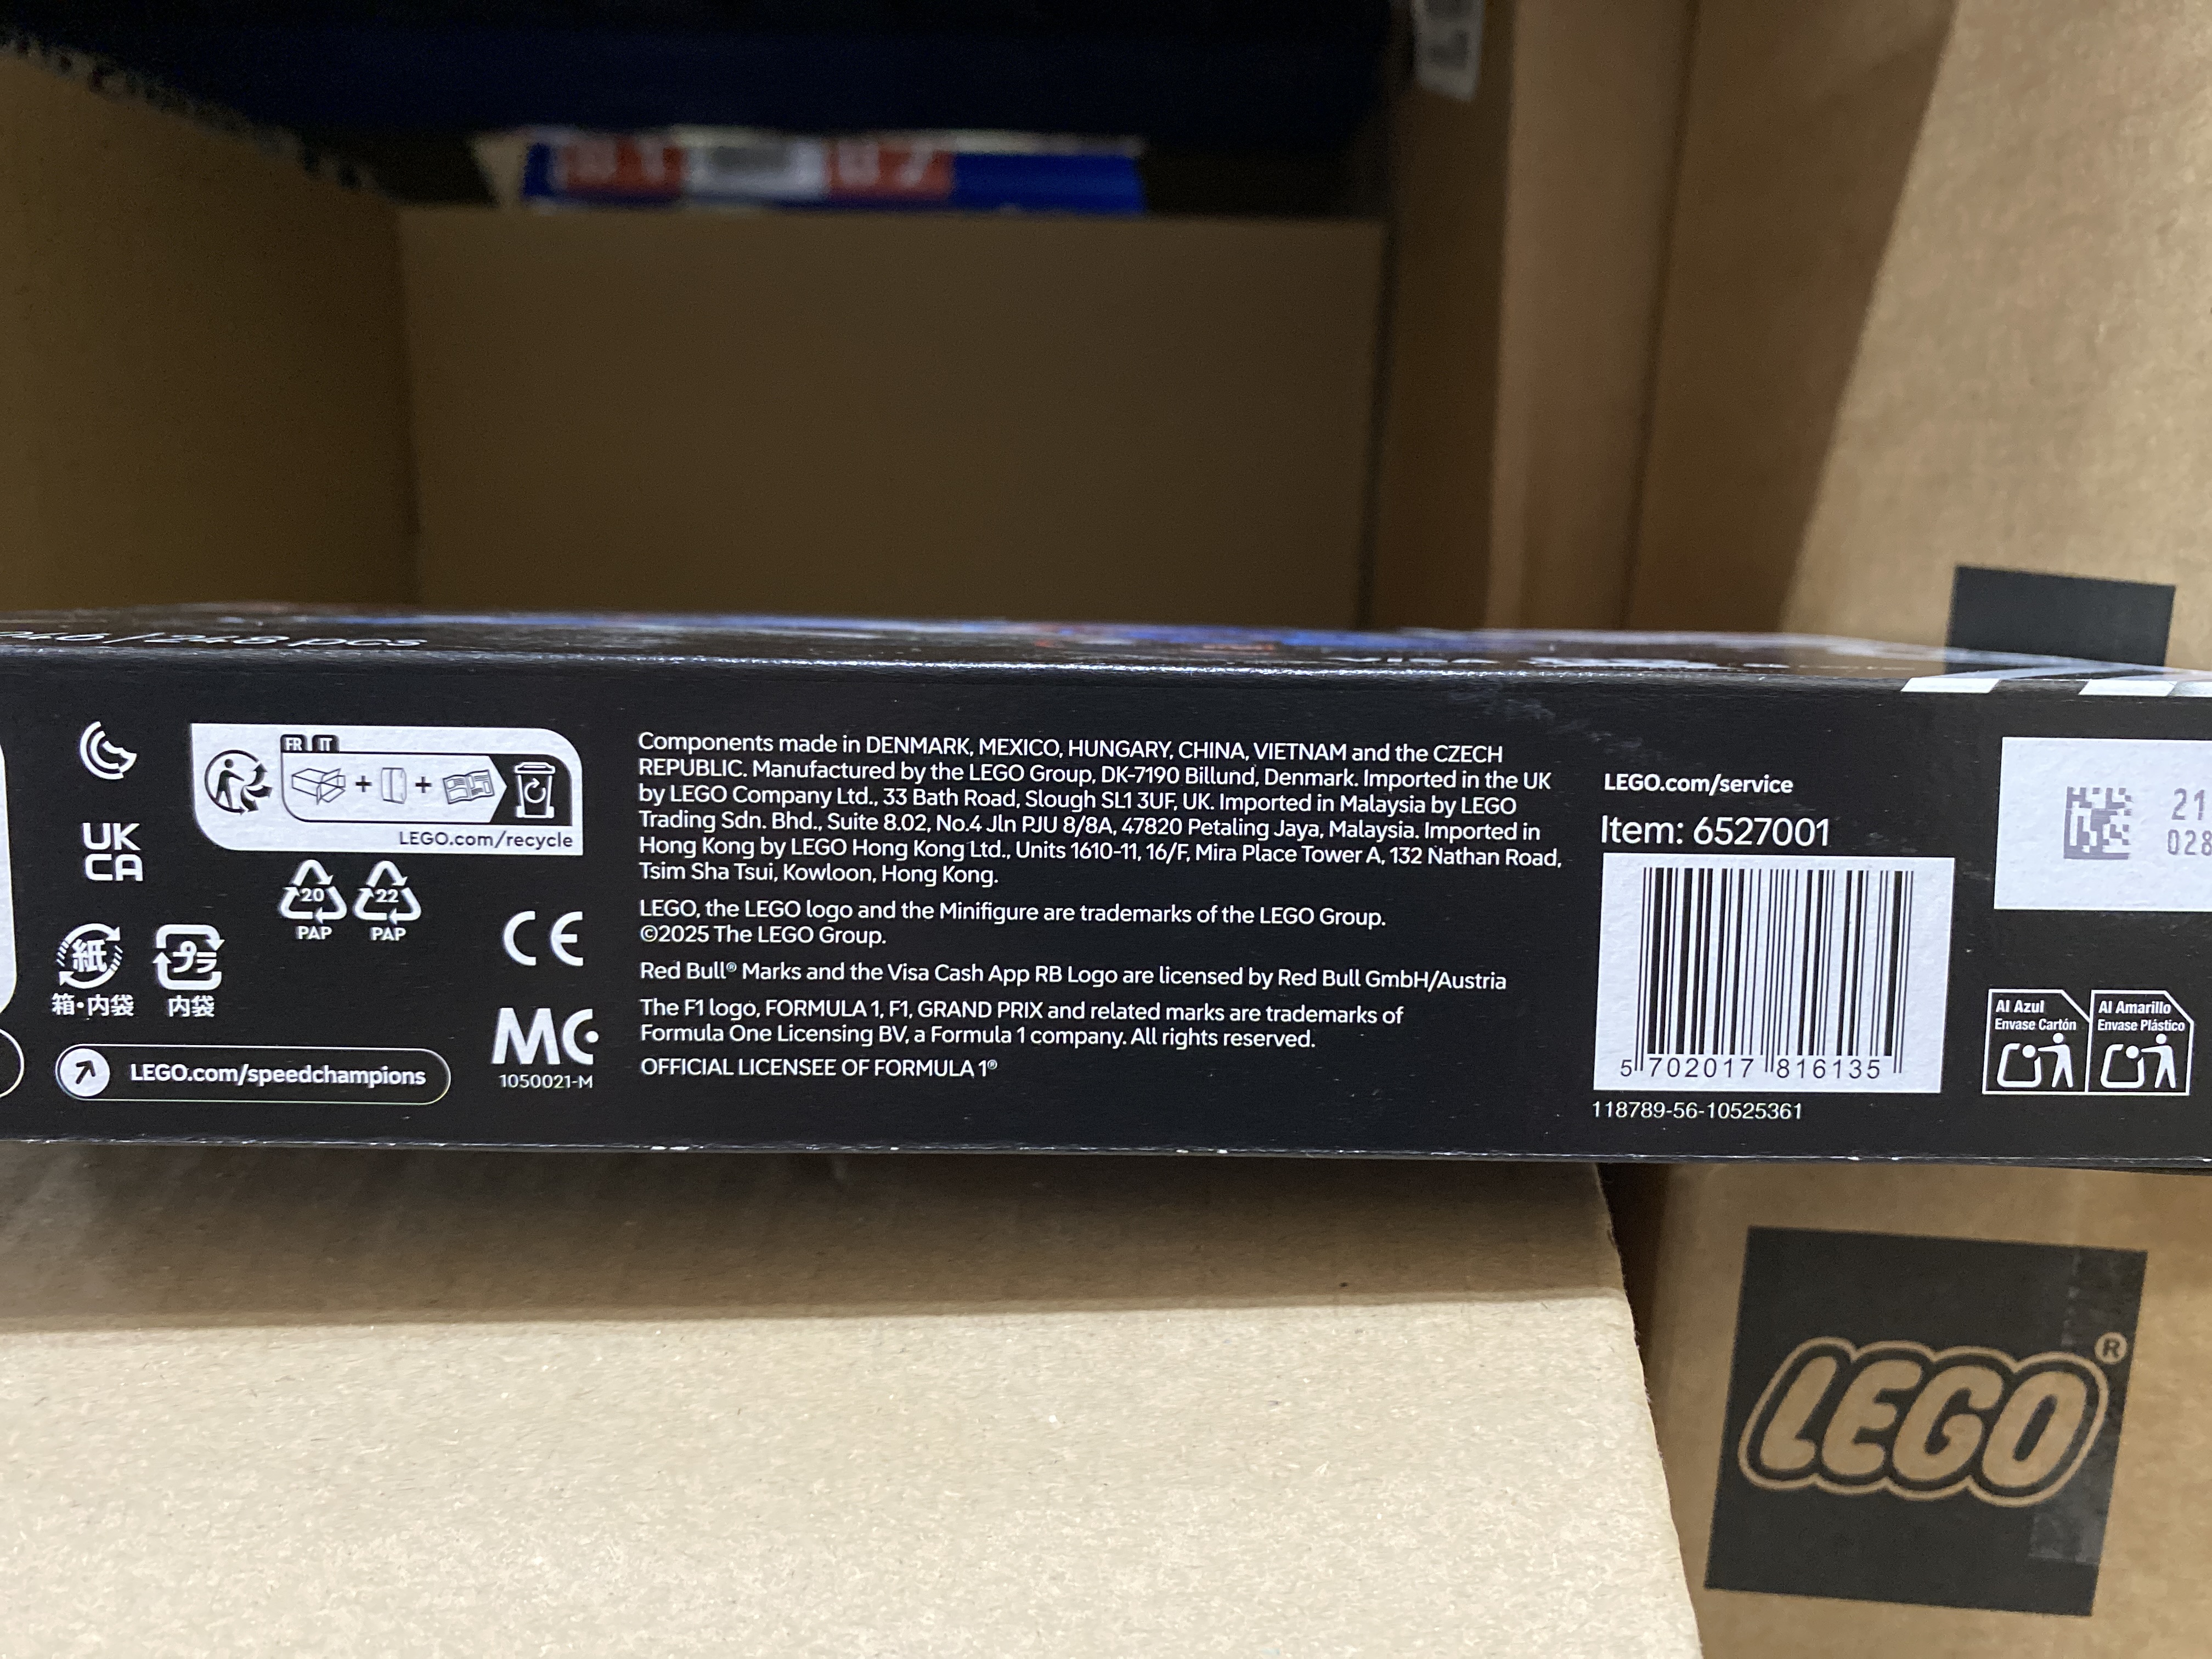 248 pcs
FR IT
LEGO.com/recycle
UK
CA
20
PAP
22
PAP
紙
箱・内袋
プラ
内袋
LEGO.com/speedchampions
CE
MC
1050021-M
Components made in DENMARK, MEXICO, HUNGARY, CHINA, VIETNAM and the CZECH
REPUBLIC. Manufactured by the LEGO Group, DK-7190 Billund, Denmark. Imported in the UK
by LEGO Company Ltd., 33 Bath Road, Slough SL1 3UF, UK. Imported in Malaysia by LEGO
Trading Sdn. Bhd., Suite 8.02, No.4 Jln PJU 8/8A, 47820 Petaling Jaya, Malaysia. Imported in
Hong Kong by LEGO Hong Kong Ltd., Units 1610-11, 16/F, Mira Place Tower A, 132 Nathan Road,
Tsim Sha Tsui, Kowloon, Hong Kong.
LEGO, the LEGO logo and the Minifigure are trademarks of the LEGO Group.
©2025 The LEGO Group.
Red Bull® Marks and the Visa Cash App RB Logo are licensed by Red Bull GmbH/Austria
The F1 logo, FORMULA 1, F1, GRAND PRIX and related marks are trademarks of
Formula One Licensing BV, a Formula 1 company. All rights reserved.
OFFICIAL LICENSEE OF FORMULA 1®
LEGO.com/service
Item: 6527001
5 702017 816135
118789-56-10525361
21
028
Al Azul
Envase Cartón
Al Amarillo
Envase Plástico
LEGO®